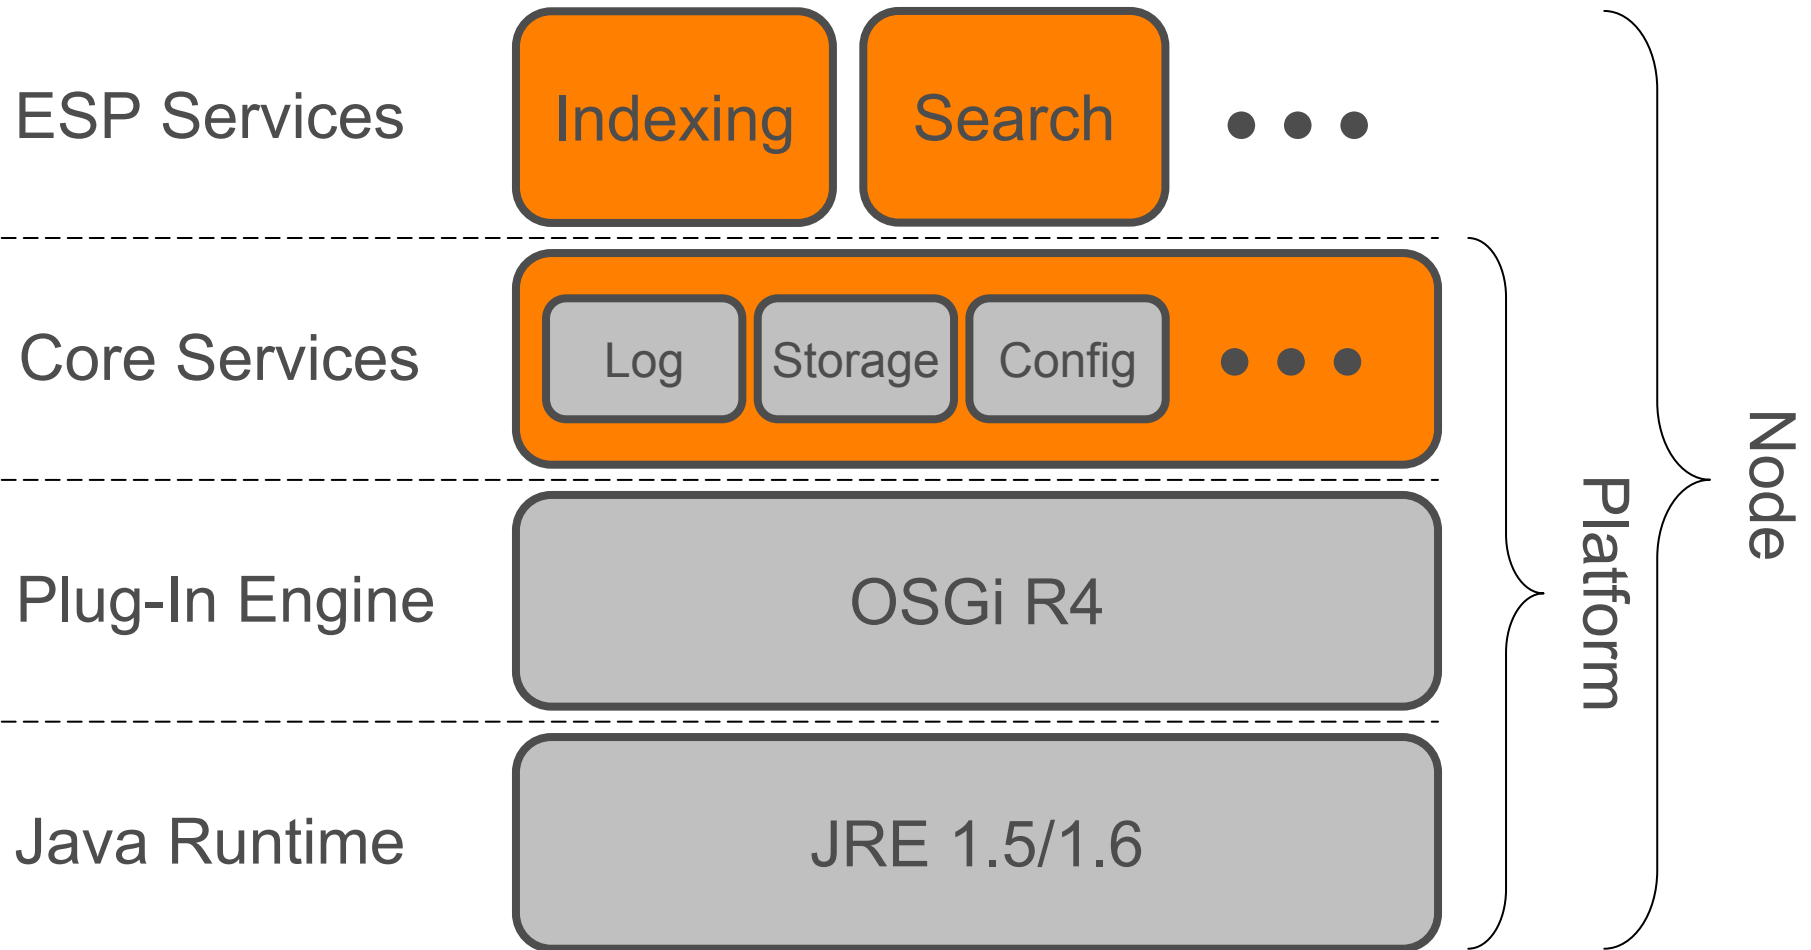 ESP Services
Indexing
Search
Core Services
Log
Storage
Config
Plug-In Engine
OSGi R4
Java Runtime
JRE 1.5/1.6
Platform
Node